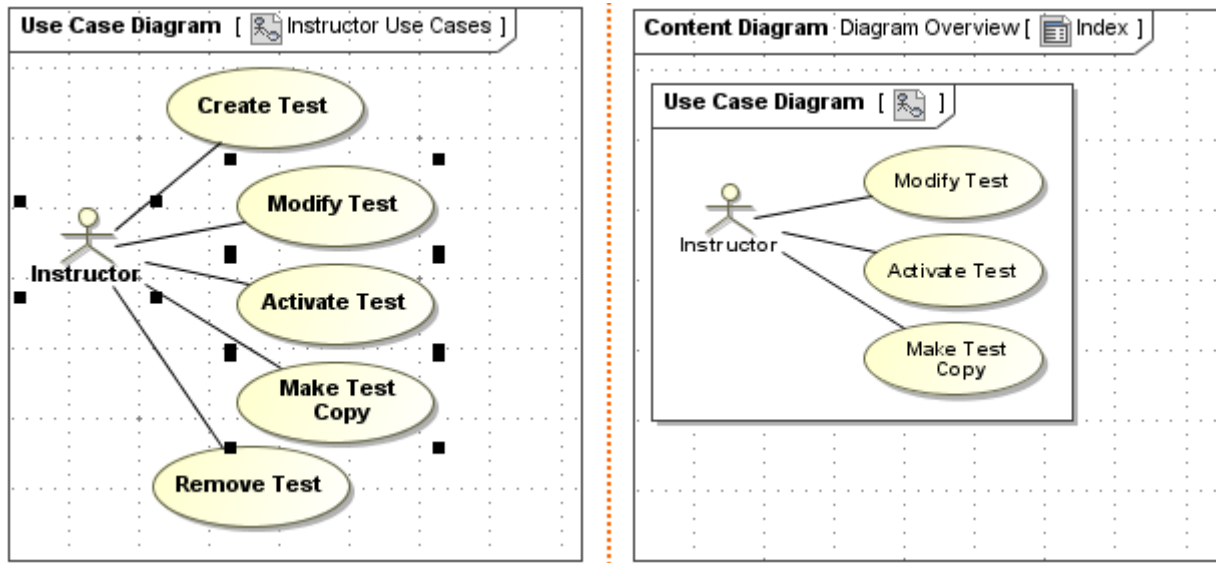 Use Case Diagram [ Instructor Use Cases ]
Create Test
Modify Test
Instructor
Activate Test
Make Test
Copy
Remove Test
Content Diagram Diagram Overview [ Index ]
Use Case Diagram [ ]
Modify Test
Instructor
Activate Test
Make Test
Copy